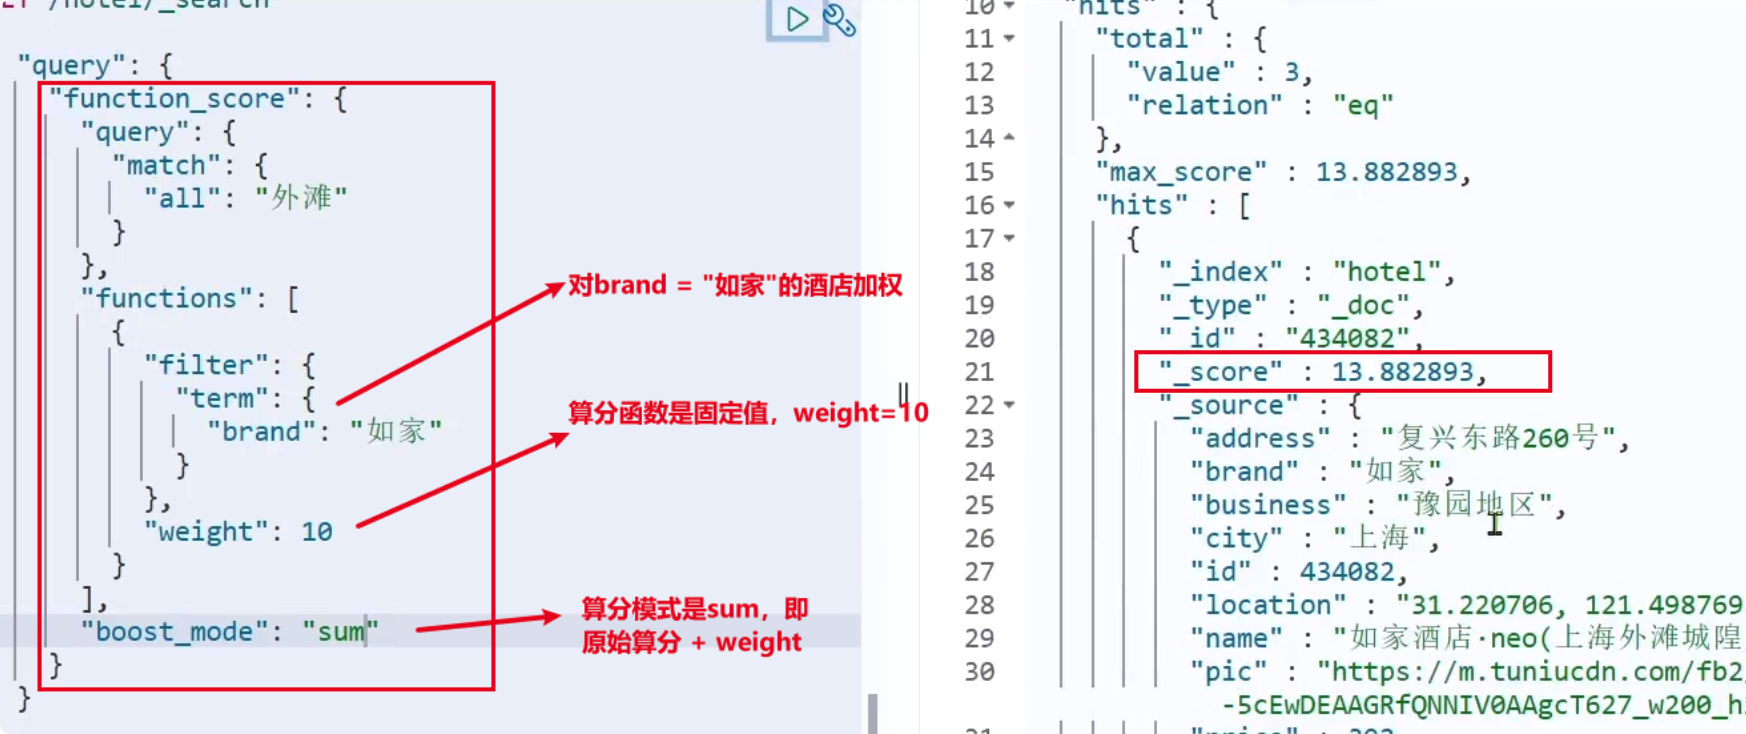 /hotel/_search
"query": {
"function_score": {
"query": {
"match": {
"all": "外滩"
}
},
"functions": [
{
"filter": {
"term": {
"brand": "如家"
}
},
"weight": 10
}
],
"boost_mode": "sum"
}
}
对brand = "如家"的酒店加权
算分函数是固定值，weight=10
算分模式是sum，即
原始算分 + weight
10 "hits" : {
11 "total" : {
12 "value" : 3,
13 "relation" : "eq"
14 },
15 "max_score" : 13.882893,
16 "hits" : [
17 {
18 "_index" : "hotel",
19 "_type" : "_doc",
20 "_id" : "434082",
21 "_score" : 13.882893,
22 "_source" : {
23 "address" : "复兴东路260号",
24 "brand" : "如家",
25 "business" : "豫园地区",
26 "city" : "上海",
27 "id" : 434082,
28 "location" : "31.220706, 121.498769
29 "name" : "如家酒店·neo(上海外滩城隍
30 "pic" : "https://m.tuniucdn.com/fb2/
-5cEwDEAAGRfQNNIV0AAgcT627_w200_h
31 "price" : 392